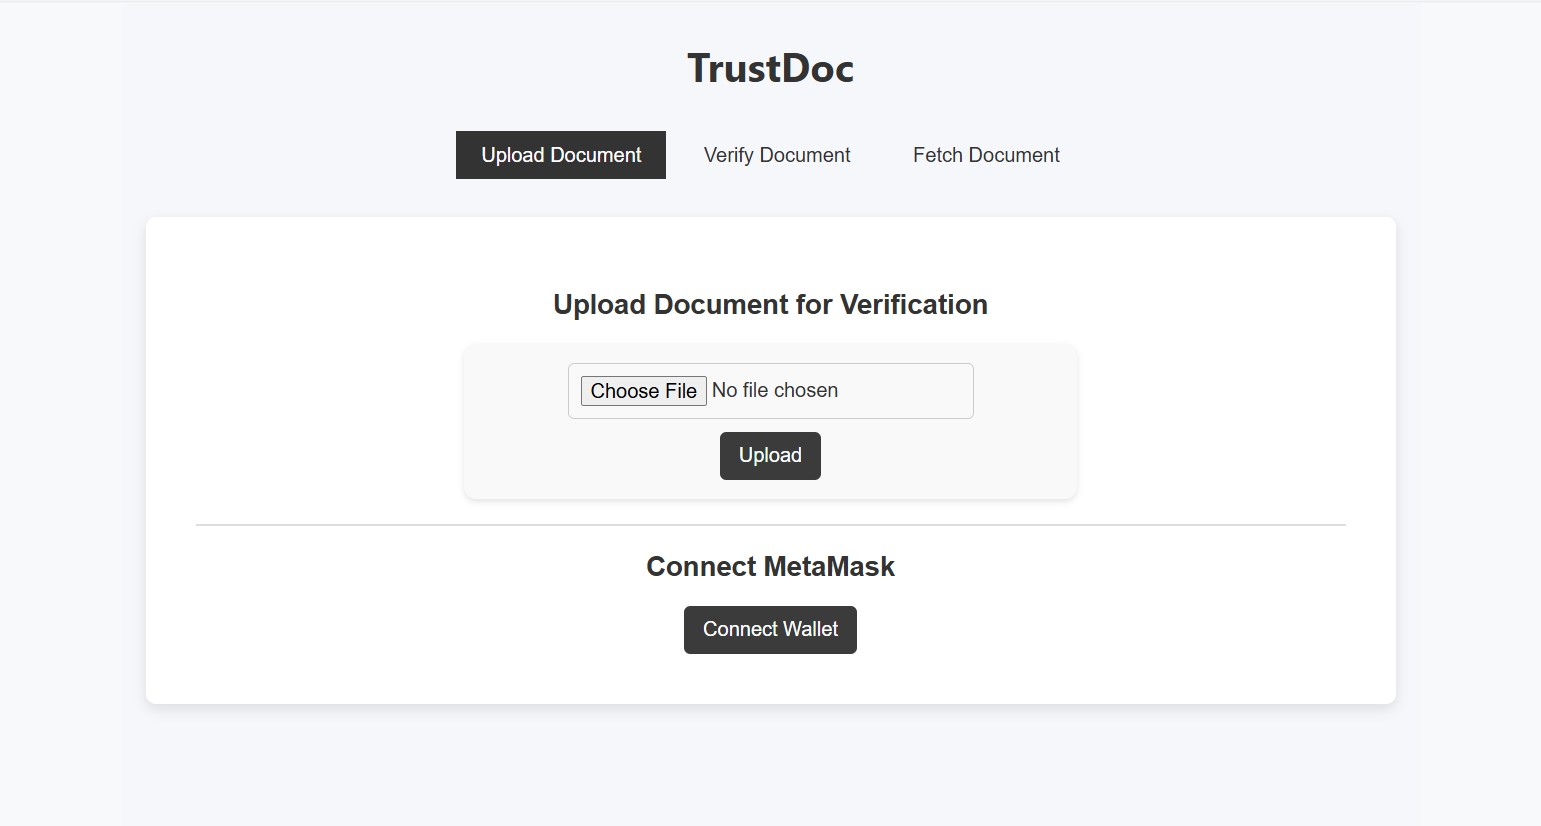 TrustDoc
Upload Document Verify Document Fetch Document
Upload Document for Verification
Choose File No file chosen
Upload
Connect MetaMask
Connect Wallet